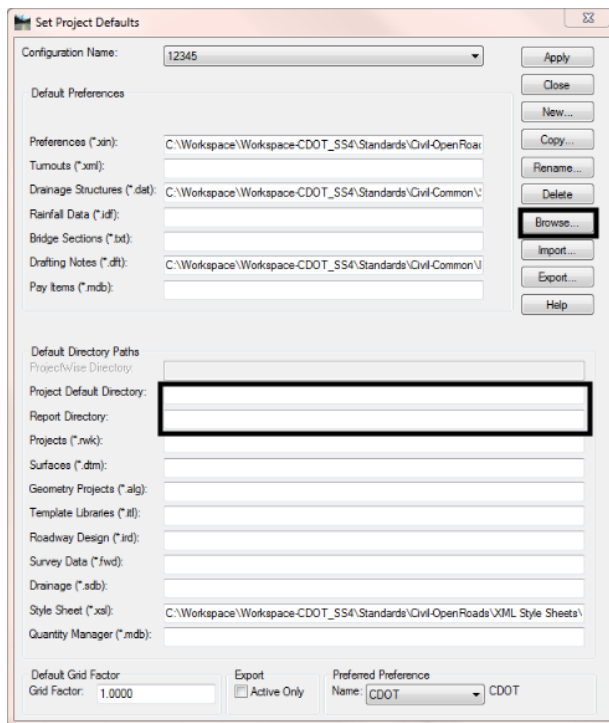 Set Project Defaults
Configuration Name: 12345
Apply
Close
New...
Copy...
Rename...
Delete
Browse...
Import...
Export...
Help
Default Preferences
Preferences (*.xin): C:\Workspace\Workspace-CDOT_SS4\Standards\Civil-OpenRoad
Turnouts (*.xml):
Drainage Structures (*.dat): C:\Workspace\Workspace-CDOT_SS4\Standards\Civil-Common\
Rainfall Data (*.idf):
Bridge Sections (*.txt):
Drafting Notes (*.dft): C:\Workspace\Workspace-CDOT_SS4\Standards\Civil-Common\
Pay Items (*.mdb):
Default Directory Paths
ProjectWise Directory
Project Default Directory:
Report Directory:
Projects (*.rwk):
Surfaces (*.dtm):
Geometry Projects (*.alg):
Template Libraries (*.itl):
Roadway Design (*.ird):
Survey Data (*.fwd):
Drainage (*.sdb):
Style Sheet (*.xsl): C:\Workspace\Workspace-CDOT_SS4\Standards\Civil-OpenRoads\XML Style Sheets\
Quantity Manager (*.mdb):
Default Grid Factor
Grid Factor: 1.0000
Export
Active Only
Preferred Preference
Name: CDOT CDOT